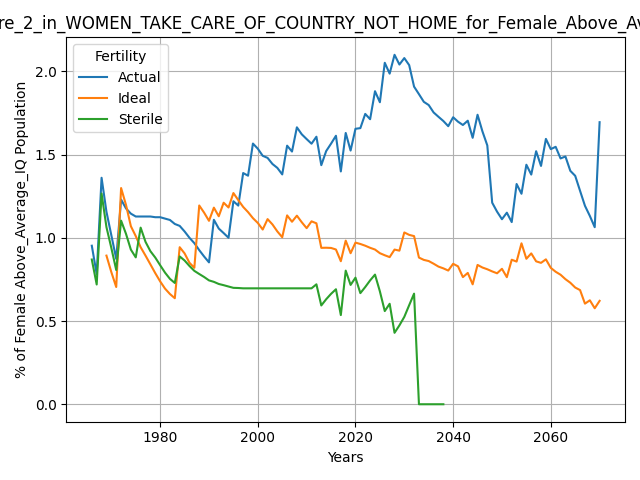 re_2_in_WOMEN_TAKE_CARE_OF_COUNTRY_NOT_HOME_for_Female_Above_Av
Fertility
Actual
Ideal
Sterile
% of Female Above_Average_IQ Population
2.0
1.5
1.0
0.5
0.0
1980 2000 2020 2040 2060
Years